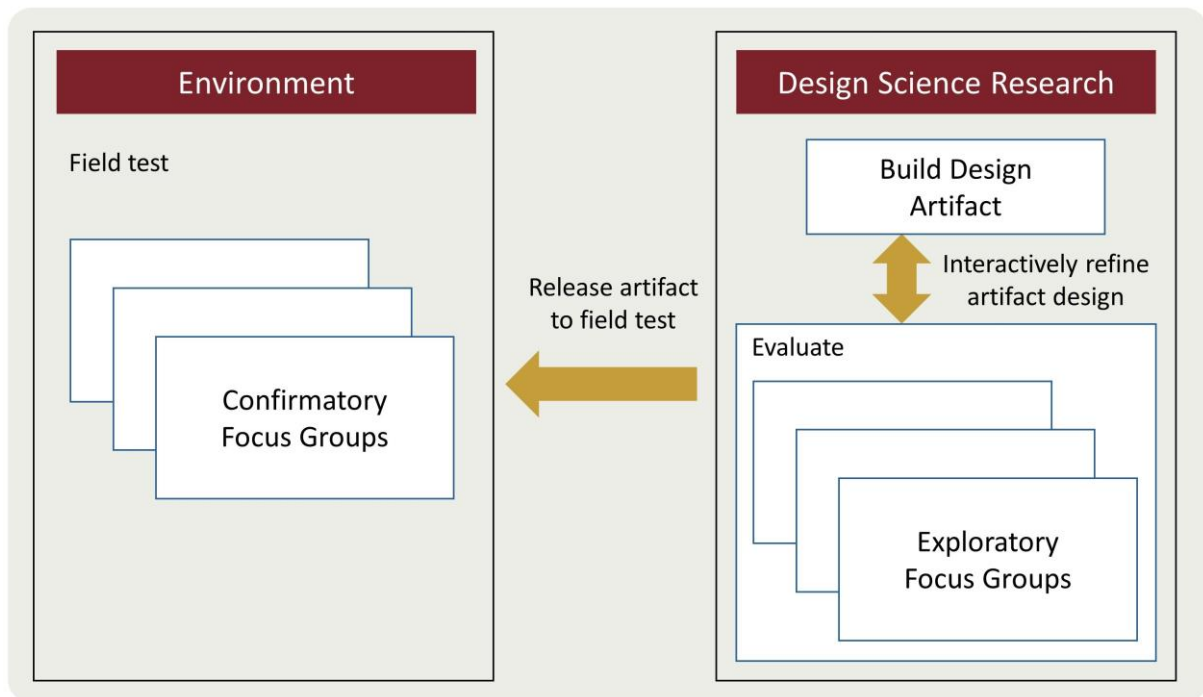 Environment
Field test
Confirmatory
Focus Groups
Release artifact
to field test
Design Science Research
Build Design
Artifact
Interactively refine
artifact design
Evaluate
Exploratory
Focus Groups